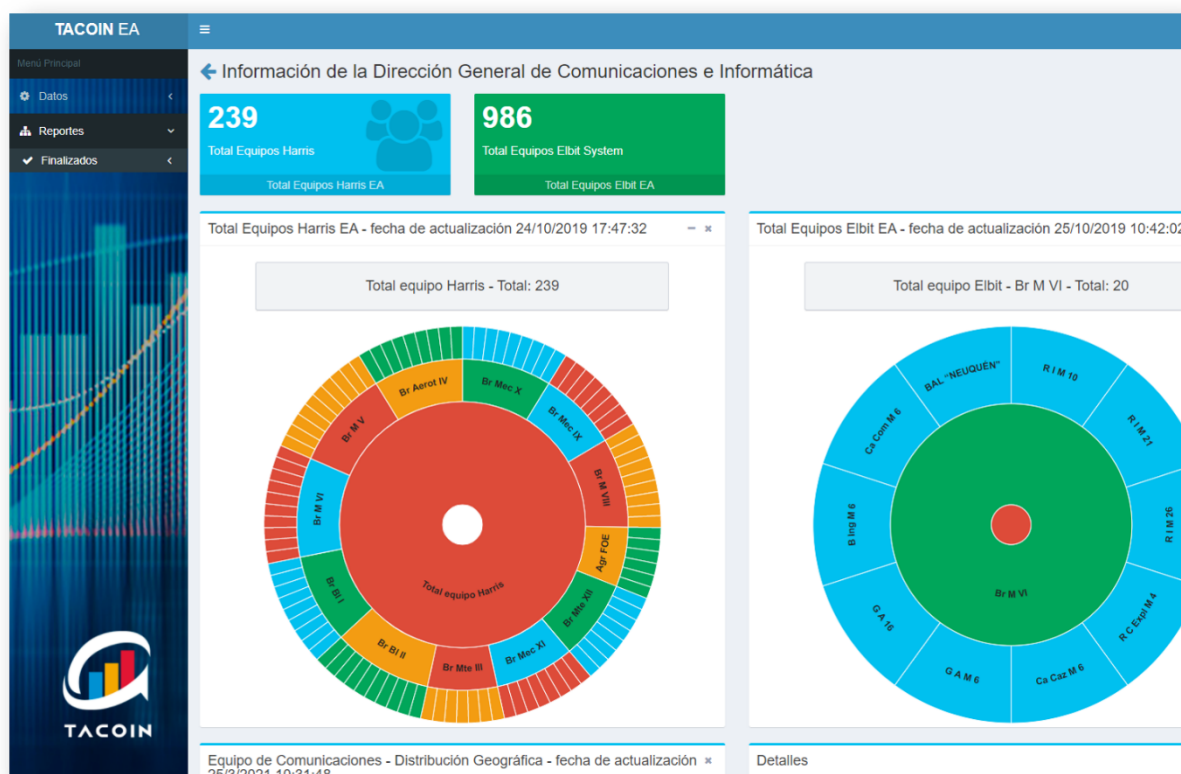 TACOIN EA
Menú Principal
Datos
Reportes
Finalizados
TACOIN
Información de la Dirección General de Comunicaciones e Informática
239
Total Equipos Harris
Total Equipos Harris EA
986
Total Equipos Elbit System
Total Equipos Elbit EA
Total Equipos Harris EA - fecha de actualización 24/10/2019 17:47:32
Total equipo Harris - Total: 239
Br Mec X
Br Mec IX
Br M VIII
Agr FOE
Br Mte XII
Br Mec XI
Br Mte III
Br Bl II
Br Bl I
Br M VI
Br M V
Br Aerot IV
Total equipo Harris
Total Equipos Elbit EA - fecha de actualización 25/10/2019 10:42:02
Total equipo Elbit - Br M VI - Total: 20
R I M 10
R I M 21
R I M 26
R C Expl M 4
Ca Caz M 6
G A M 6
G A 16
B Ing M 6
Ca Com M 6
BAL "NEUQUÉN"
Br M VI
Equipo de Comunicaciones - Distribución Geográfica - fecha de actualización
25/3/2021 10:31:48
Detalles